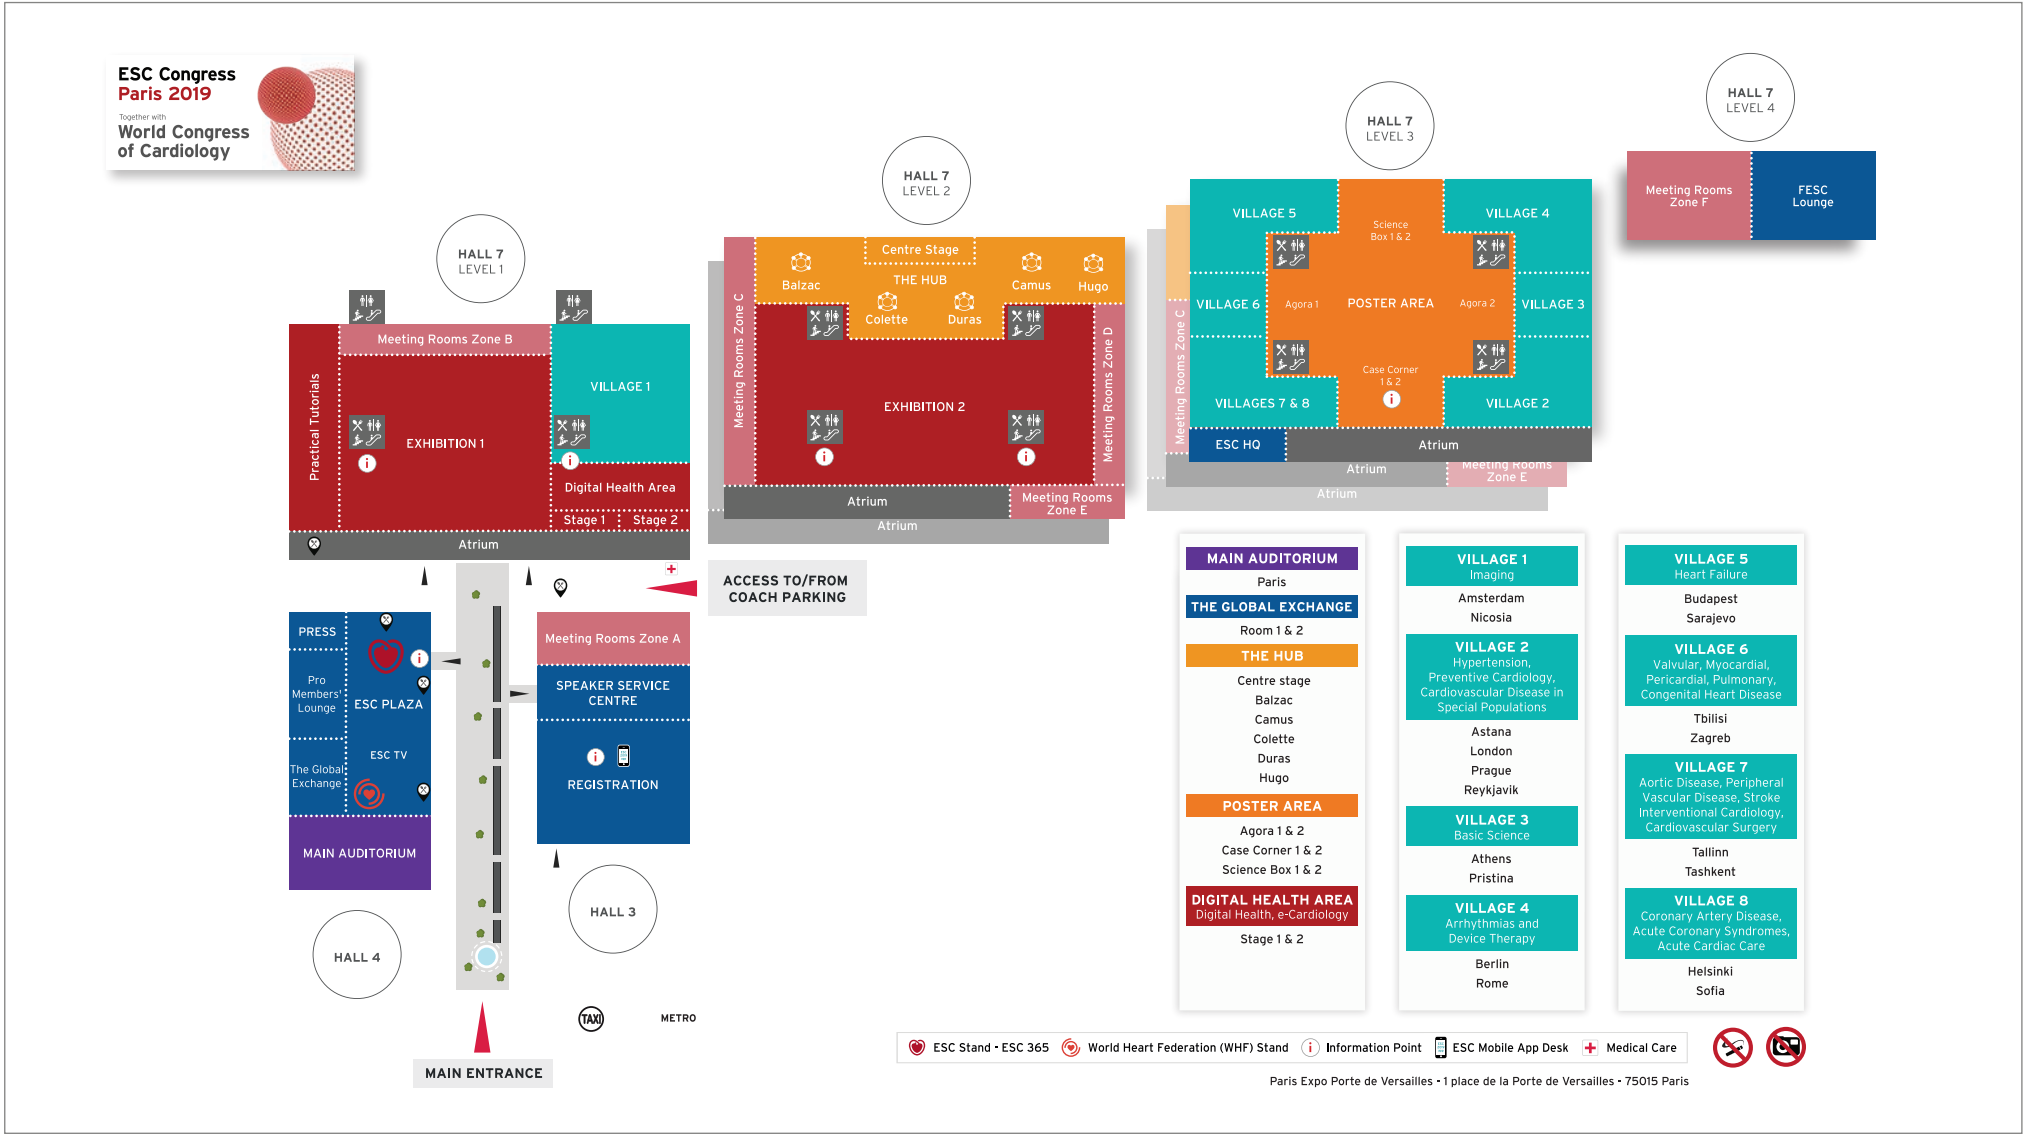 ESC Congress
Paris 2019
Together with
World Congress
of Cardiology
HALL 7
LEVEL 1
Meeting Rooms Zone B
Practical Tutorials
VILLAGE 1
EXHIBITION 1
Digital Health Area
Stage 1
Stage 2
Atrium
HALL 7
LEVEL 2
Meeting Rooms Zone C
Centre Stage
THE HUB
Balzac
Camus
Hugo
Colette
Duras
EXHIBITION 2
Meeting Rooms Zone D
Atrium
Meeting Rooms
Zone E
Atrium
HALL 7
LEVEL 3
VILLAGE 5
Science
Box 1 & 2
VILLAGE 4
VILLAGE 6
Agora 1
POSTER AREA
Agora 2
VILLAGE 3
Case Corner
1 & 2
VILLAGES 7 & 8
VILLAGE 2
Meeting Rooms Zone C
ESC HQ
Atrium
Atrium
Meeting Rooms
Zone E
Atrium
HALL 7
LEVEL 4
Meeting Rooms
Zone F
FESC
Lounge
ACCESS TO/FROM
COACH PARKING
PRESS
Pro
Members'
Lounge
ESC PLAZA
ESC TV
The Global
Exchange
MAIN AUDITORIUM
HALL 4
Meeting Rooms Zone A
SPEAKER SERVICE
CENTRE
REGISTRATION
HALL 3
TAXI
METRO
MAIN ENTRANCE
MAIN AUDITORIUM
Paris
THE GLOBAL EXCHANGE
Room 1 & 2
THE HUB
Centre stage
Balzac
Camus
Colette
Duras
Hugo
POSTER AREA
Agora 1 & 2
Case Corner 1 & 2
Science Box 1 & 2
DIGITAL HEALTH AREA
Digital Health, e-Cardiology
Stage 1 & 2
VILLAGE 1
Imaging
Amsterdam
Nicosia
VILLAGE 2
Hypertension,
Preventive Cardiology,
Cardiovascular Disease in
Special Populations
Astana
London
Prague
Reykjavik
VILLAGE 3
Basic Science
Athens
Pristina
VILLAGE 4
Arrhythmias and
Device Therapy
Berlin
Rome
VILLAGE 5
Heart Failure
Budapest
Sarajevo
VILLAGE 6
Valvular, Myocardial,
Pericardial, Pulmonary,
Congenital Heart Disease
Tbilisi
Zagreb
VILLAGE 7
Aortic Disease, Peripheral
Vascular Disease, Stroke
Interventional Cardiology,
Cardiovascular Surgery
Tallinn
Tashkent
VILLAGE 8
Coronary Artery Disease,
Acute Coronary Syndromes,
Acute Cardiac Care
Helsinki
Sofia
ESC Stand - ESC 365
World Heart Federation (WHF) Stand
Information Point
ESC Mobile App Desk
Medical Care
Paris Expo Porte de Versailles - 1 place de la Porte de Versailles - 75015 Paris